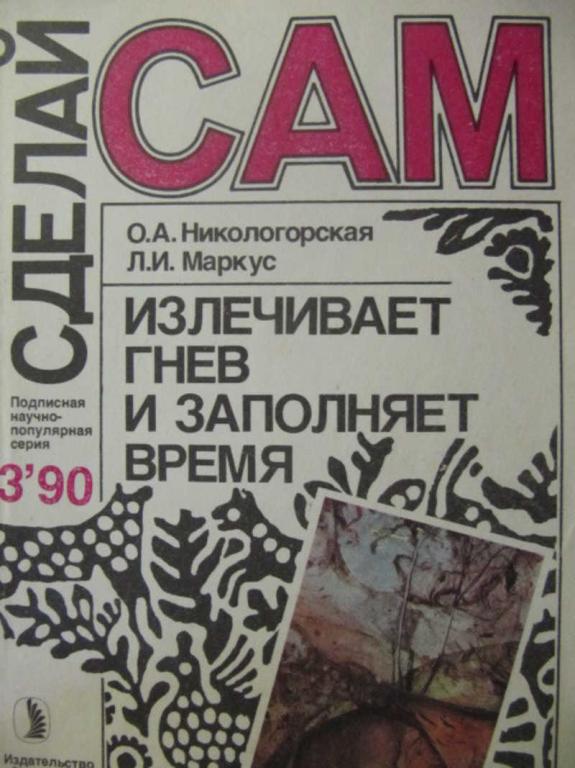 СДЕЛАЙ
САМ
О.А. Никологорская
Л.И. Маркус
ИЗЛЕЧИВАЕТ
ГНЕВ
И ЗАПОЛНЯЕТ
ВРЕМЯ
Подписная
научно-
популярная
серия
3'90
Издательство